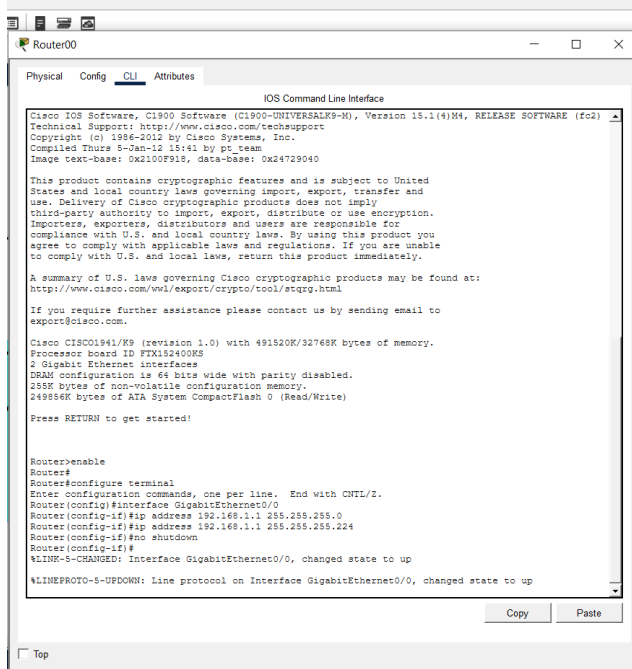 Router00
Physical Config CLI Attributes
IOS Command Line Interface
Cisco IOS Software, C1900 Software (C1900-UNIVERSALK9-M), Version 15.1(4)M4, RELEASE SOFTWARE (fc2)
Technical Support: http://www.cisco.com/techsupport
Copyright (c) 1986-2012 by Cisco Systems, Inc.
Compiled Thurs 5-Jan-12 15:41 by pt_team
Image text-base: 0x2100F918, data-base: 0x24729040
This product contains cryptographic features and is subject to United
States and local country laws governing import, export, transfer and
use. Delivery of Cisco cryptographic products does not imply
third-party authority to import, export, distribute or use encryption.
Importers, exporters, distributors and users are responsible for
compliance with U.S. and local country laws. By using this product you
agree to comply with applicable laws and regulations. If you are unable
to comply with U.S. and local laws, return this product immediately.
A summary of U.S. laws governing Cisco cryptographic products may be found at:
http://www.cisco.com/wwl/export/crypto/tool/stqrg.html
If you require further assistance please contact us by sending email to
export@cisco.com.
Cisco CISCO1941/K9 (revision 1.0) with 491520K/32768K bytes of memory.
Processor board ID FTX152400KS
2 Gigabit Ethernet interfaces
DRAM configuration is 64 bits wide with parity disabled.
255K bytes of non-volatile configuration memory.
249856K bytes of ATA System CompactFlash 0 (Read/Write)
Press RETURN to get started!
Router>enable
Router#
Router#configure terminal
Enter configuration commands, one per line. End with CNTL/Z.
Router(config)#interface GigabitEthernet0/0
Router(config-if)#ip address 192.168.1.1 255.255.255.0
Router(config-if)#ip address 192.168.1.1 255.255.255.224
Router(config-if)#no shutdown
Router(config-if)#
%LINK-5-CHANGED: Interface GigabitEthernet0/0, changed state to up
%LINEPROTO-5-UPDOWN: Line protocol on Interface GigabitEthernet0/0, changed state to up
Copy Paste
Top